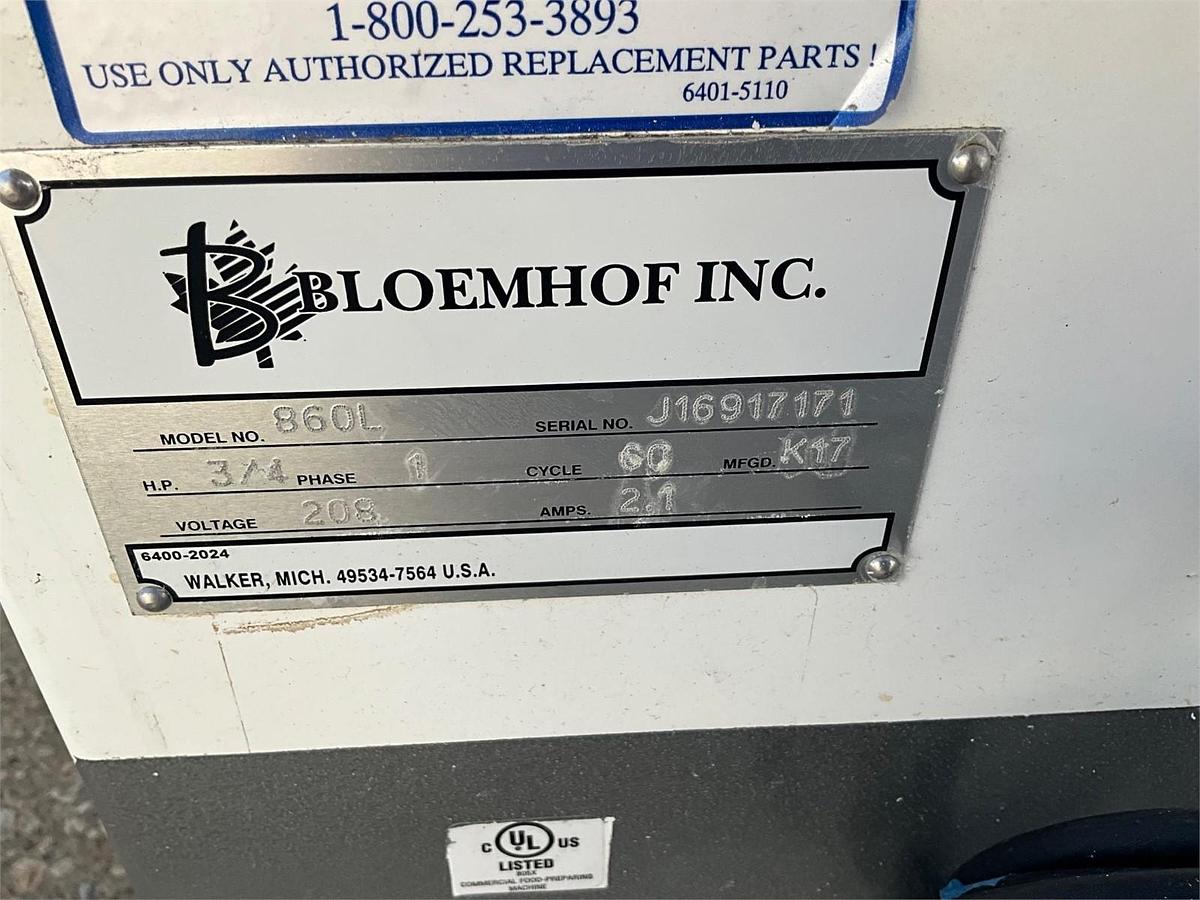 1-800-253-3893
USE ONLY AUTHORIZED REPLACEMENT PARTS !
6401-5110
B BLOEMHOF INC.
MODEL NO. 860L SERIAL NO. J16917171
H.P. 3/4 PHASE 1 CYCLE 60 MFGD. K17
VOLTAGE 208 AMPS. 2.1
6400-2024
WALKER, MICH. 49534-7564 U.S.A.
C UL US
LISTED
COMMERCIAL FOOD-PREPARING
MACHINE